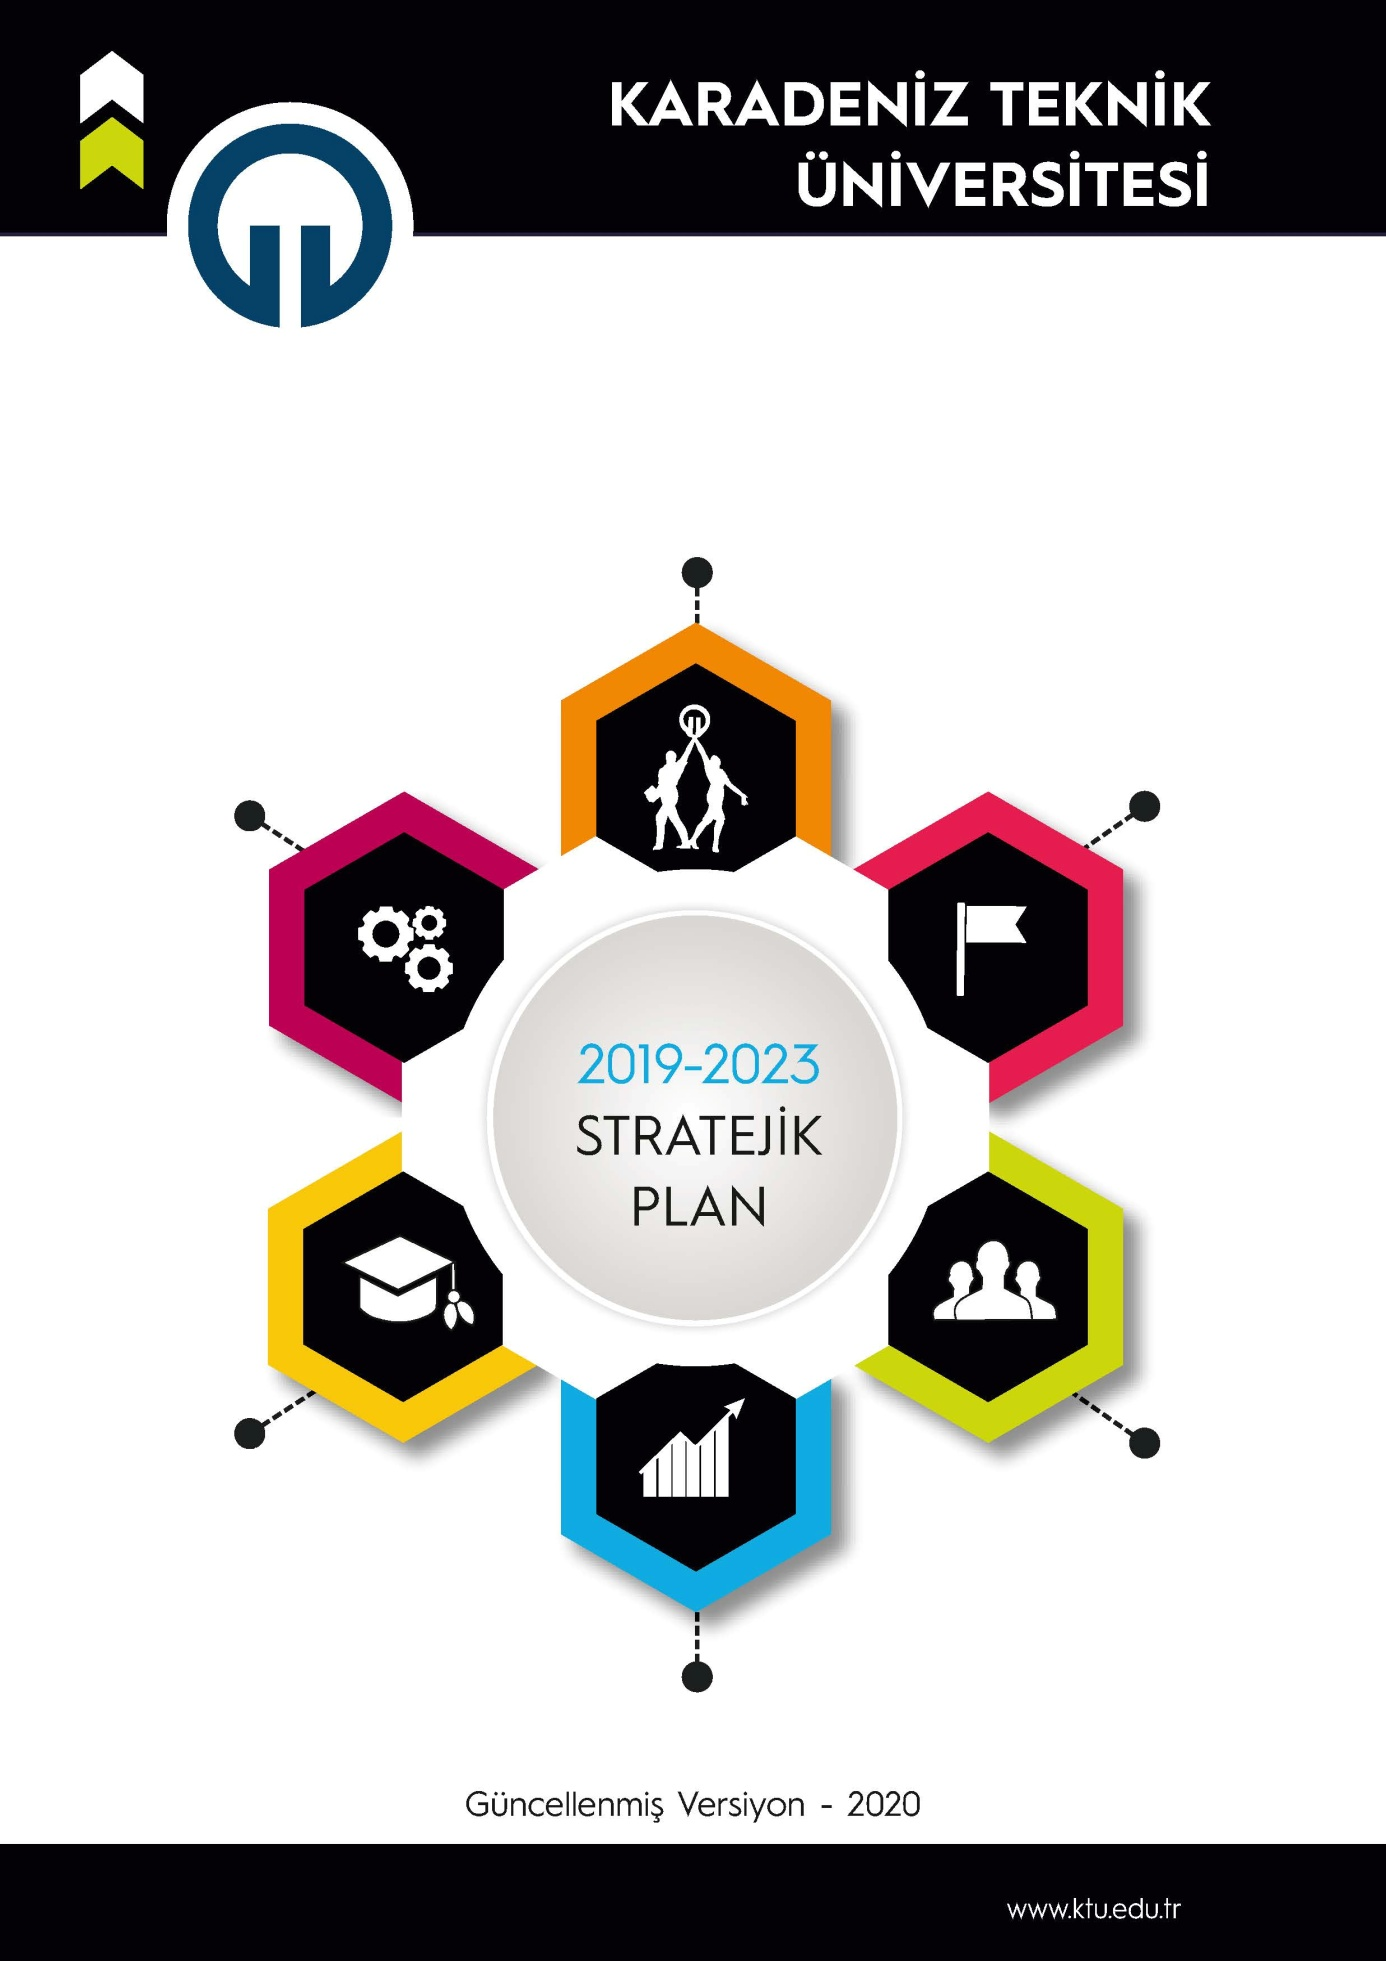 KARADENİZ TEKNİK
ÜNİVERSİTESİ
2019-2023
STRATEJİK
PLAN
Güncellenmiş Versiyon - 2020
www.ktu.edu.tr